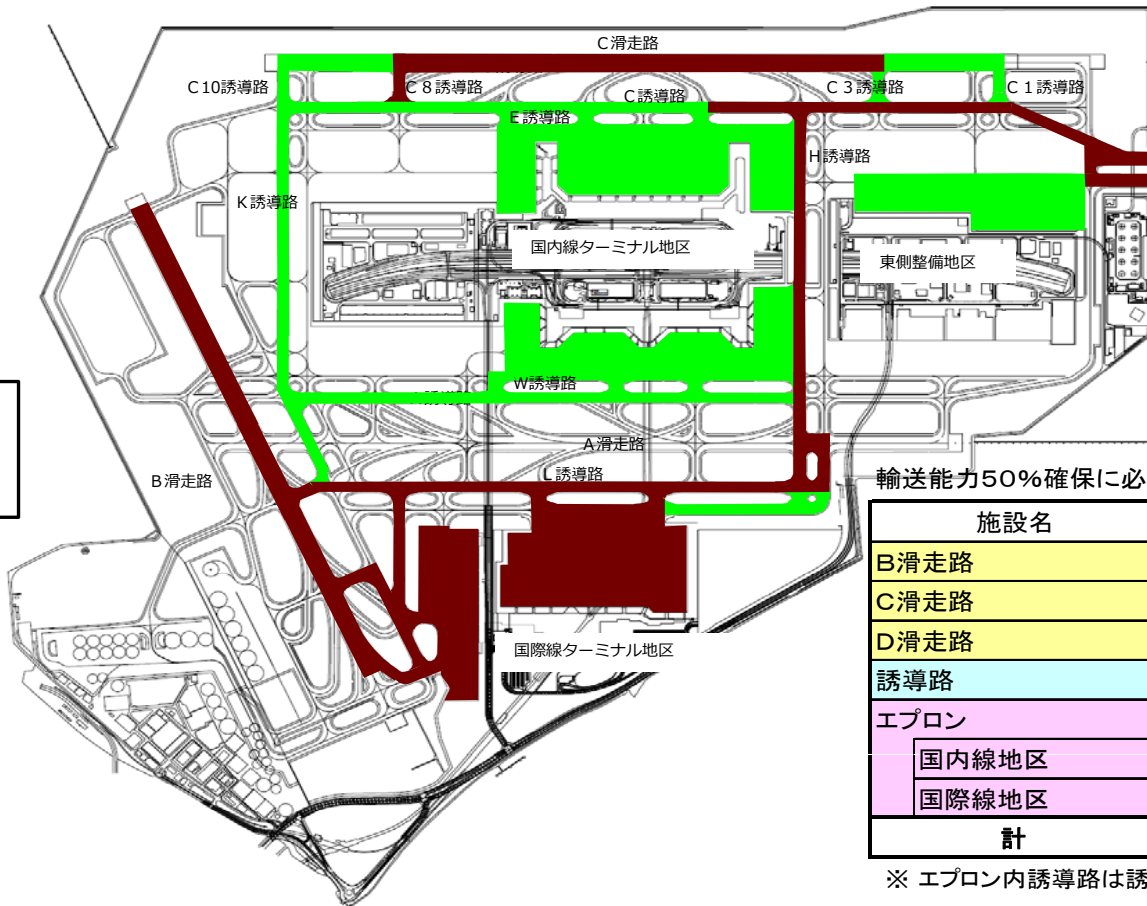 C滑走路
C10誘導路
C8誘導路
C誘導路
C3誘導路
C1誘導路
E誘導路
H誘導路
K誘導路
国内線ターミナル地区
東側整備地区
W誘導路
A滑走路
B滑走路
L誘導路
国際線ターミナル地区
輸送能力50%確保に必
施設名
B滑走路
C滑走路
D滑走路
誘導路
エプロン
国内線地区
国際線地区
計
※ エプロン内誘導路は誘